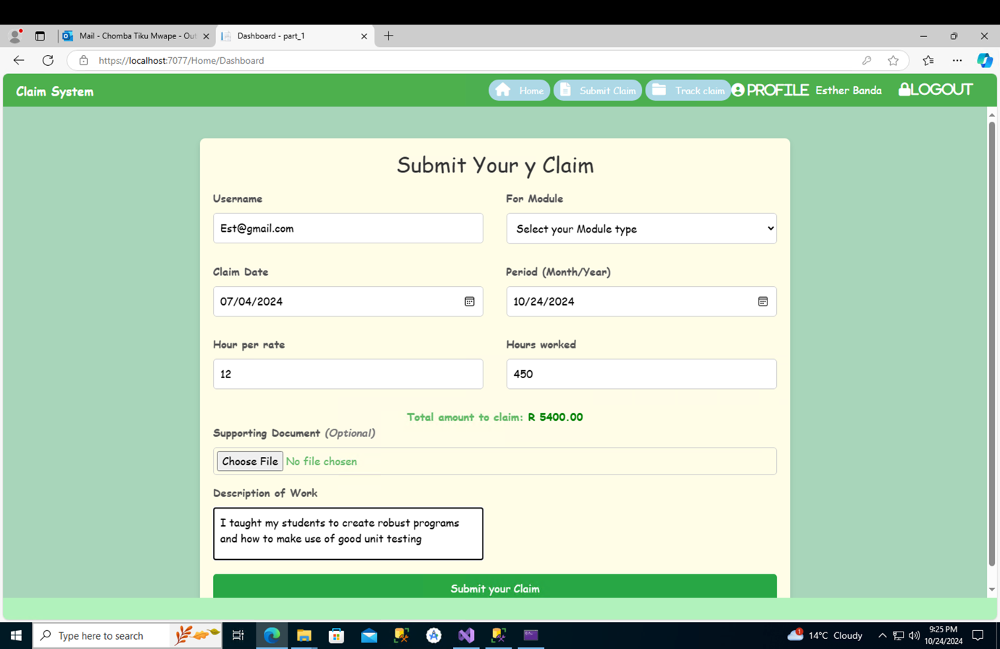 Mail - Chomba Tiku Mwape - Out
Dashboard - part_1
https://localhost:7077/Home/Dashboard
Claim System
Home
Submit Claim
Track claim
PROFILE
Esther Banda
LOGOUT
Submit Your y Claim
Username
For Module
Est@gmail.com
Select your Module type
Claim Date
Period (Month/Year)
07/04/2024
10/24/2024
Hour per rate
Hours worked
12
450
Total amount to claim: R 5400.00
Supporting Document (Optional)
Choose File No file chosen
Description of Work
I taught my students to create robust programs
and how to make use of good unit testing
Submit your Claim
Type here to search
1
14°C Cloudy
9:25 PM
10/24/2024